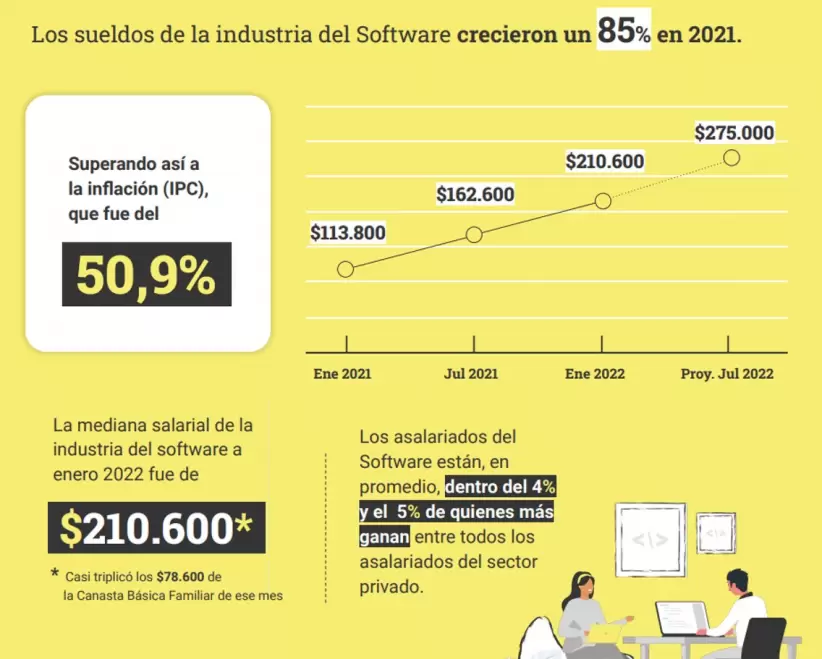 Los sueldos de la industria del Software crecieron un 85% en 2021.
Superando así a
la inflación (IPC),
que fue del
50,9%
$113.800
$162.600
$210.600
$275.000
Ene 2021
Jul 2021
Ene 2022
Proy. Jul 2022
La mediana salarial de la
industria del software a
enero 2022 fue de
$210.600*
* Casi triplicó los $78.600 de
la Canasta Básica Familiar de ese mes
Los asalariados del
Software están, en
promedio, dentro del 4%
y el 5% de quienes más
ganan entre todos los
asalariados del sector
privado.